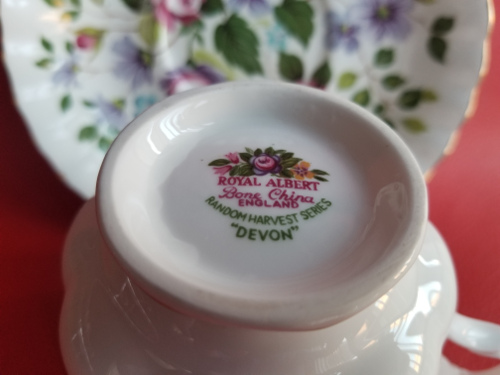 ROYAL ALBERT
Bone China
ENGLAND
RANDOM HARVEST SERIES
"DEVON"